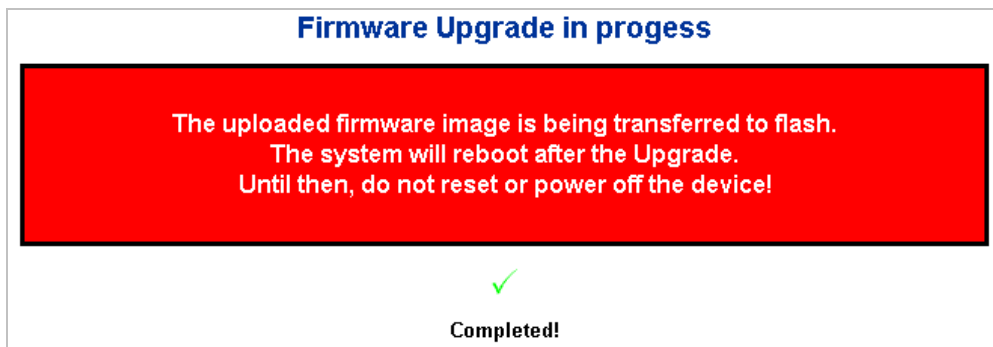 Firmware Upgrade in progess
The uploaded firmware image is being transferred to flash.
The system will reboot after the Upgrade.
Until then, do not reset or power off the device!
Completed!